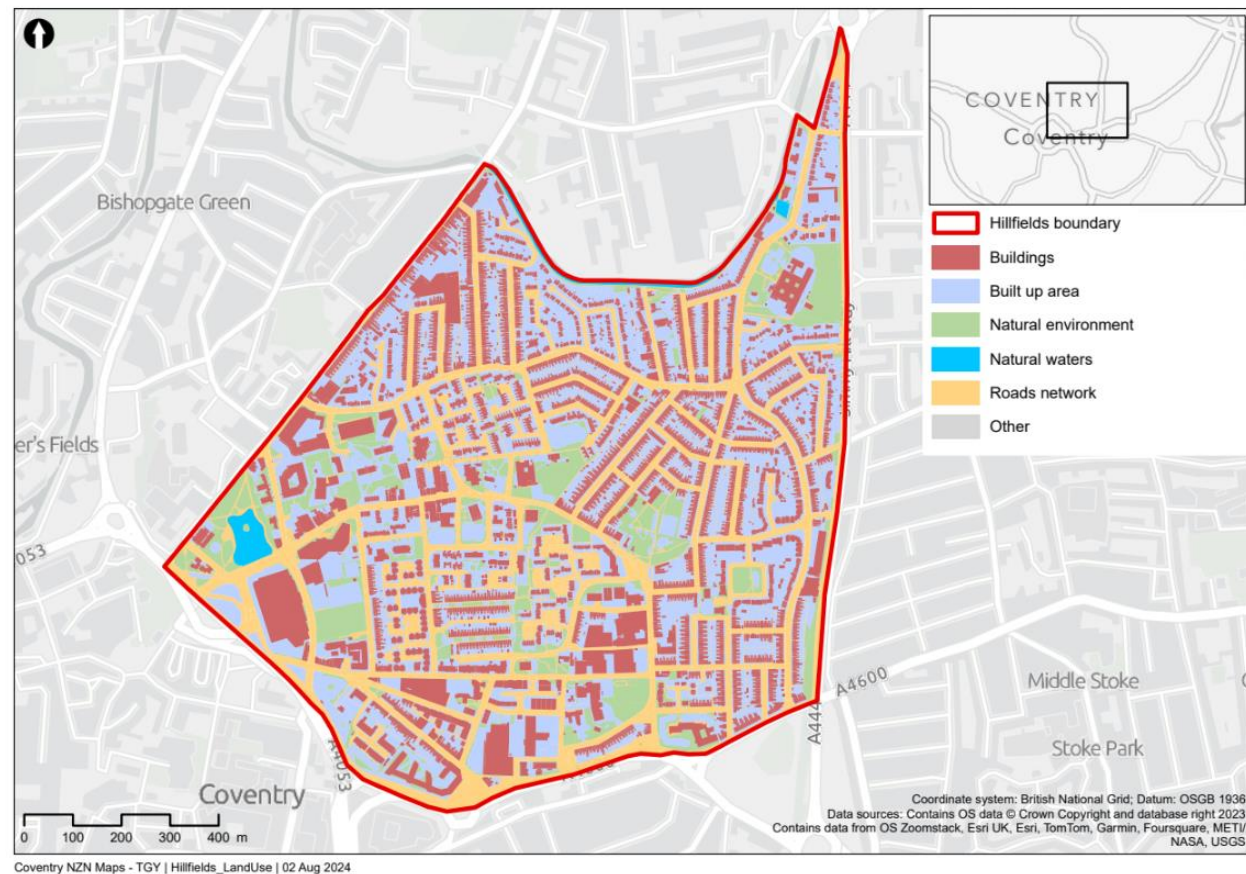 COVENTRY
Coventry
Bishopgate Green
Hillfields boundary
Buildings
Built up area
Natural environment
Natural waters
Roads network
Other
er's Fields
053
A4600
A444
Middle Stoke
Stoke Park
A4053
Coventry
0 100 200 300 400 m
Coordinate system: British National Grid; Datum: OSGB 1936
Data sources: Contains OS data © Crown Copyright and database right 2023
Contains data from OS Zoomstack, Esri UK, Esri, TomTom, Garmin, Foursquare, METI/
NASA, USGS
Coventry NZN Maps - TGY | Hillfields_LandUse | 02 Aug 2024